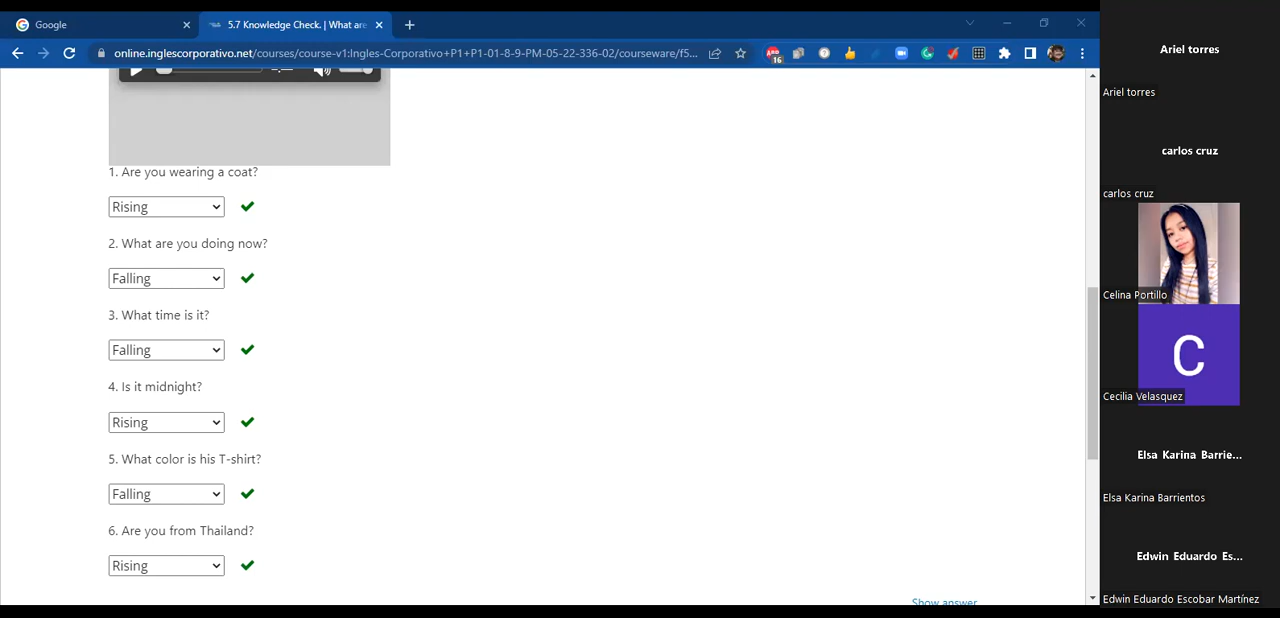 Google
5.7 Knowledge Check. | What are
online.inglescorporativo.net/courses/course-v1:Ingles-Corporativo+P1+P1-01-8-9-PM-05-22-336-02/courseware/f5...
16
1. Are you wearing a coat?
Rising
2. What are you doing now?
Falling
3. What time is it?
Falling
4. Is it midnight?
Rising
5. What color is his T-shirt?
Falling
6. Are you from Thailand?
Rising
Show answer
Ariel torres
Ariel torres
carlos cruz
carlos cruz
Celina Portillo
C
Cecilia Velasquez
Elsa Karina Barrie...
Elsa Karina Barrientos
Edwin Eduardo Es...
Edwin Eduardo Escobar Martínez